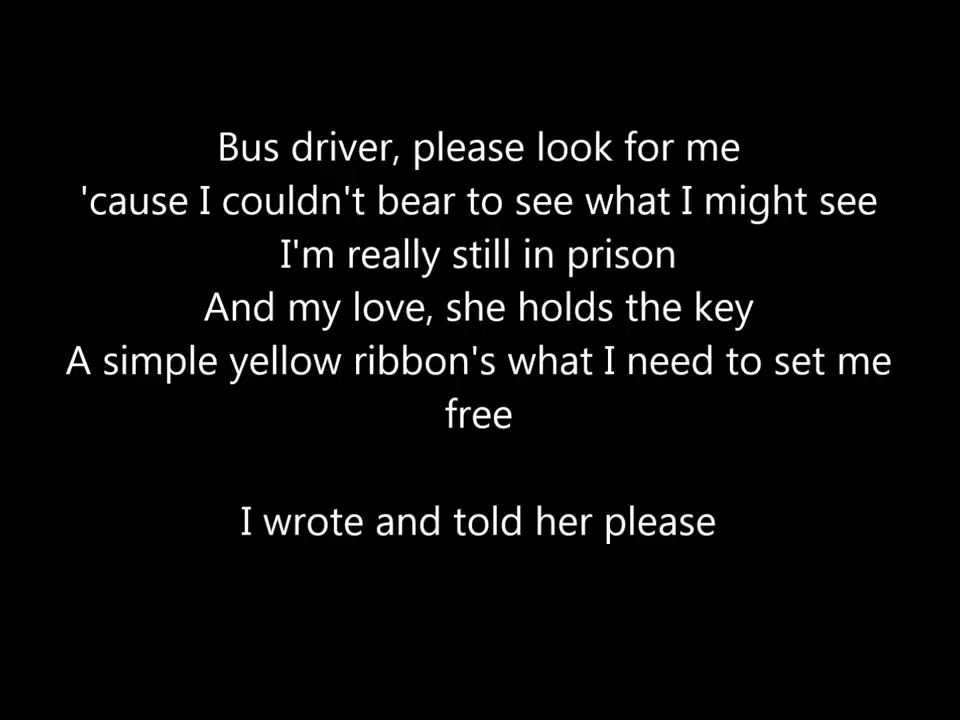 Bus driver, please look for me
'cause I couldn't bear to see what I might see
I'm really still in prison
And my love, she holds the key
A simple yellow ribbon's what I need to set me
free
I wrote and told her please